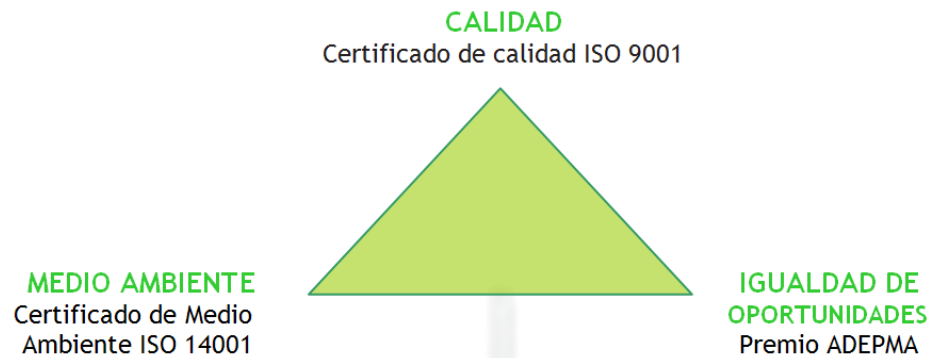 CALIDAD
Certificado de calidad ISO 9001
MEDIO AMBIENTE
Certificado de Medio
Ambiente ISO 14001
IGUALDAD DE
OPORTUNIDADES
Premio ADEPMA